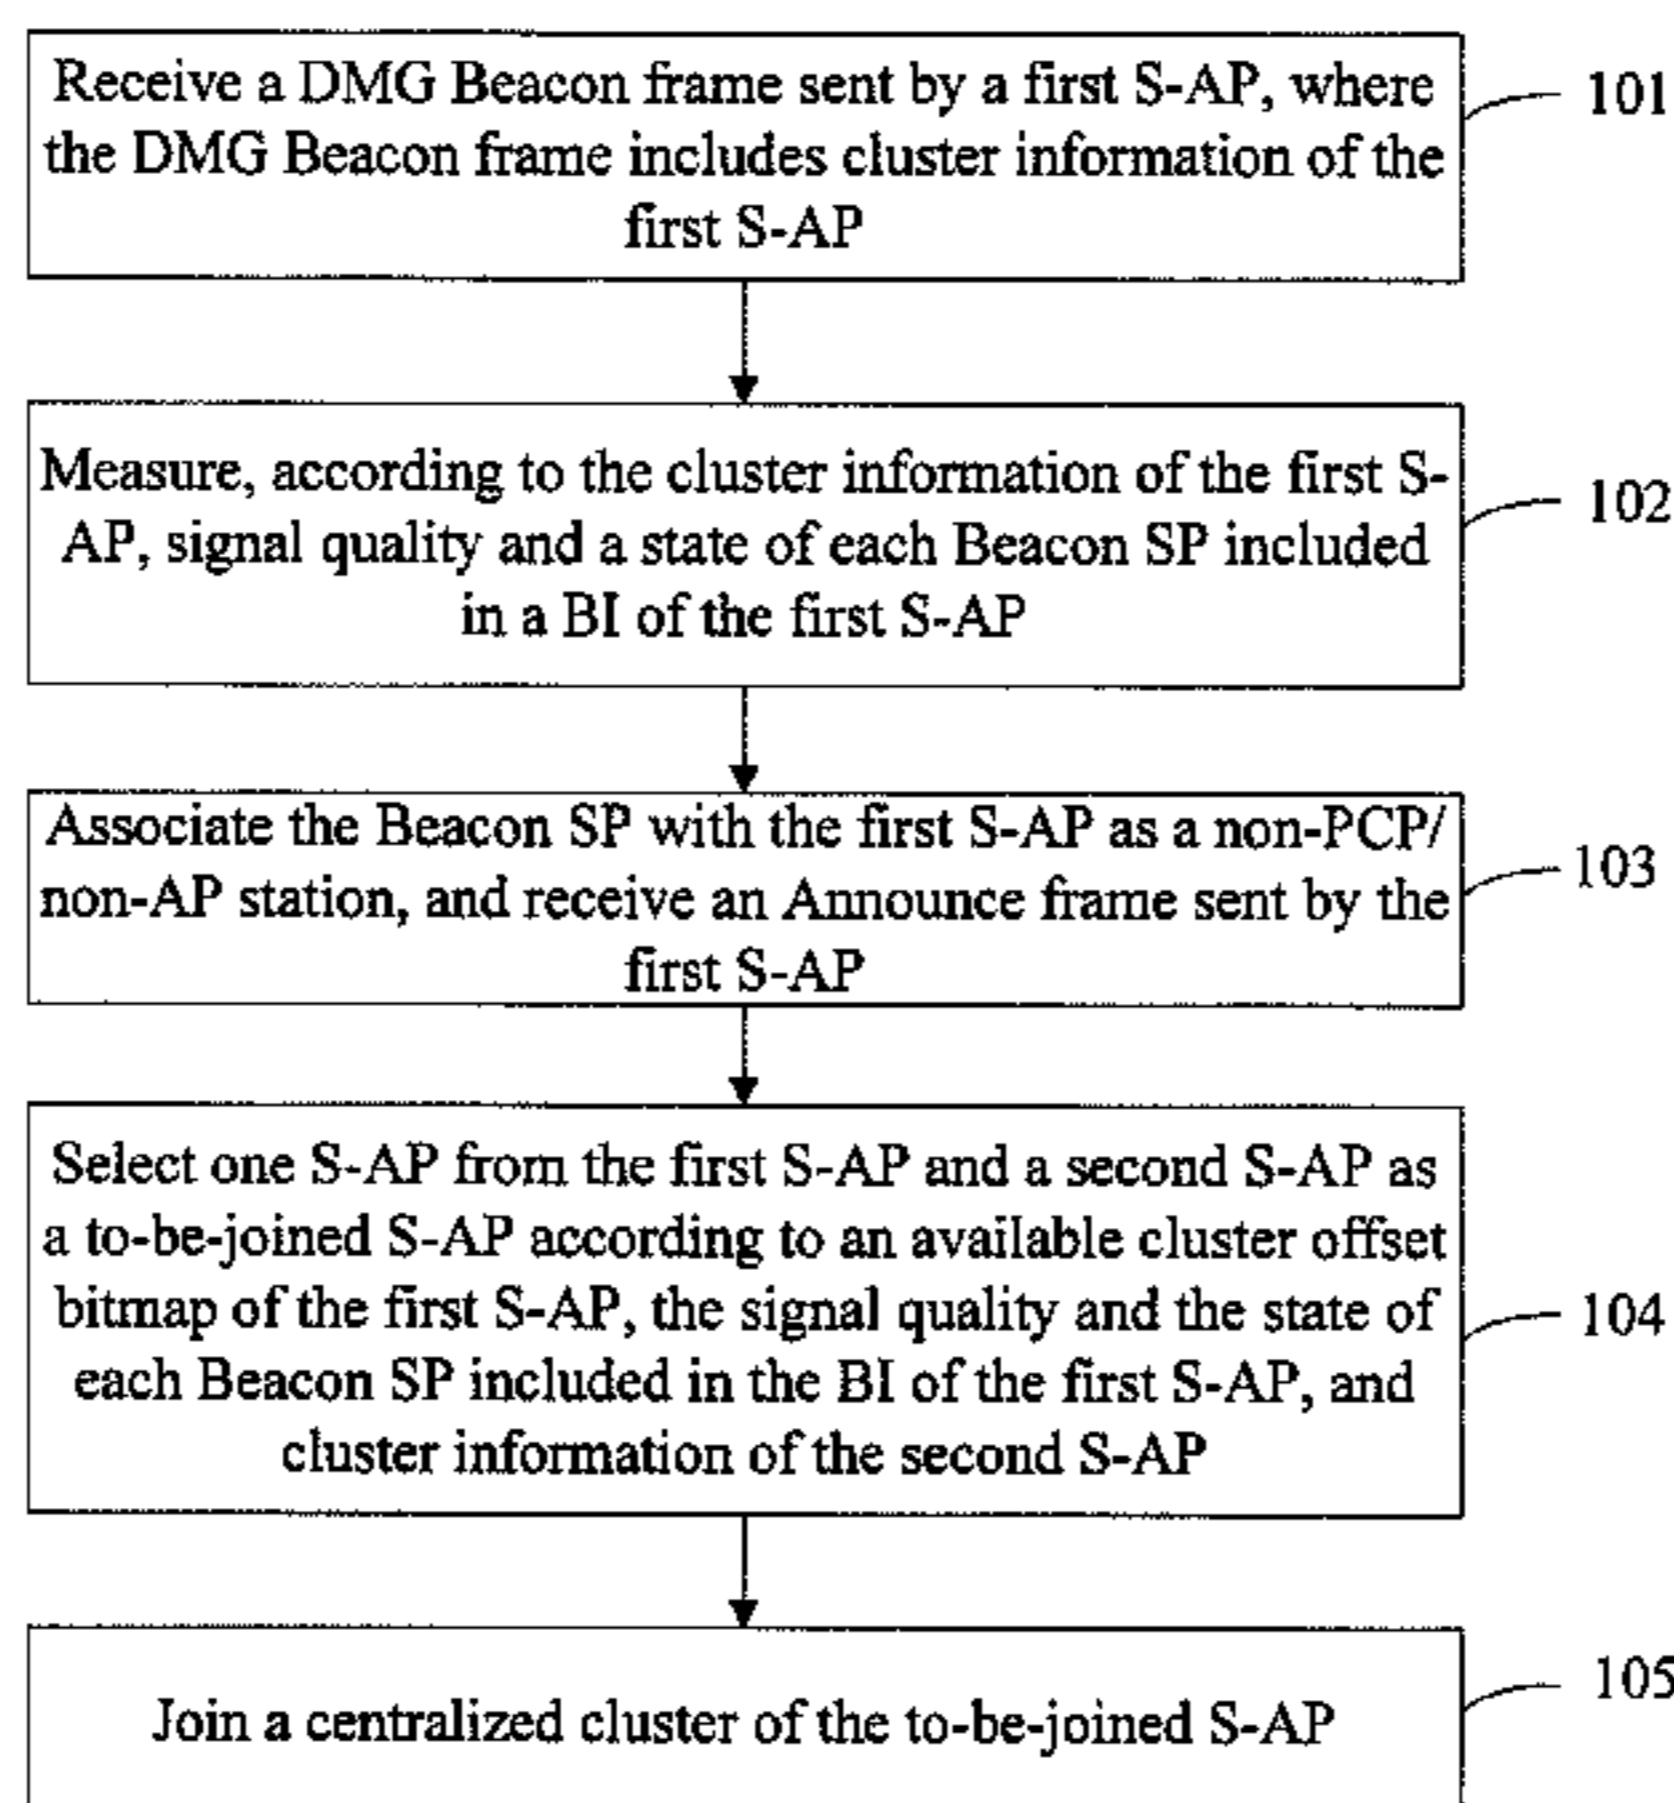 Receive a DMG Beacon frame sent by a first S-AP, where
the DMG Beacon frame includes cluster information of the
first S-AP
101
Measure, according to the cluster information of the first S-
AP, signal quality and a state of each Beacon SP included
in a BI of the first S-AP
102
Associate the Beacon SP with the first S-AP as a non-PCP/
non-AP station, and receive an Announce frame sent by the
first S-AP
103
Select one S-AP from the first S-AP and a second S-AP as
a to-be-joined S-AP according to an available cluster offset
bitmap of the first S-AP, the signal quality and the state of
each Beacon SP included in the BI of the first S-AP, and
cluster information of the second S-AP
104
Join a centralized cluster of the to-be-joined S-AP
105